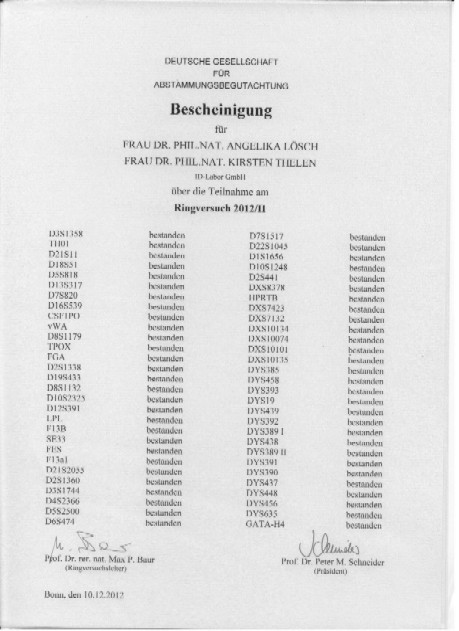 DEUTSCHE GESELLSCHAFT
FÜR
ABSTAMMUNGSBEGUTACHTUNG
Bescheinigung
für
FRAU DR. PHIL.NAT. ANGELIKA LÖSCH
FRAU DR. PHIL.NAT. KIRSTEN THELEN
ID-Labor GmbH
über die Teilnahme am
Ringversuch 2012/II
D3S1358 bestanden
TH01 bestanden
D21S11 bestanden
D18S51 bestanden
D5S818 bestanden
D13S317 bestanden
D7S820 bestanden
D16S539 bestanden
CSF1PO bestanden
vWA bestanden
D8S1179 bestanden
TPOX bestanden
FGA bestanden
D2S1338 bestanden
D19S433 bestanden
D8S1132 bestanden
D10S2325 bestanden
D12S391 bestanden
LPL bestanden
F13B bestanden
SE33 bestanden
FES bestanden
F13a1 bestanden
D21S2055 bestanden
D2S1360 bestanden
D3S1744 bestanden
D4S2366 bestanden
D5S2500 bestanden
D6S474 bestanden
D7S1517 bestanden
D22S1045 bestanden
D1S1656 bestanden
D10S1248 bestanden
D2S441 bestanden
DXS8378 bestanden
HPRTB bestanden
DXS7423 bestanden
DXS7132 bestanden
DXS10134 bestanden
DXS10074 bestanden
DXS10101 bestanden
DXS10135 bestanden
DYS385 bestanden
DYS458 bestanden
DYS393 bestanden
DYS19 bestanden
DYS439 bestanden
DYS392 bestanden
DYS389 I bestanden
DYS438 bestanden
DYS389 II bestanden
DYS391 bestanden
DYS390 bestanden
DYS437 bestanden
DYS448 bestanden
DYS456 bestanden
DYS635 bestanden
GATA-H4 bestanden
Prof. Dr. rer. nat. Max P. Baur
(Ringversuchsleiter)
Prof. Dr. Peter M. Schneider
(Präsident)
Bonn, den 10.12.2012